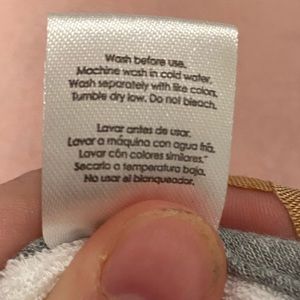 Wash before use.
Machine wash in cold water.
Wash separately with like colors.
Tumble dry low. Do not bleach.
Lavar antes de usar.
Lavar a máquina con agua fría.
Lavar cón colores similares."
Secarlo a temperatura baja.
No usar el blanqueador.